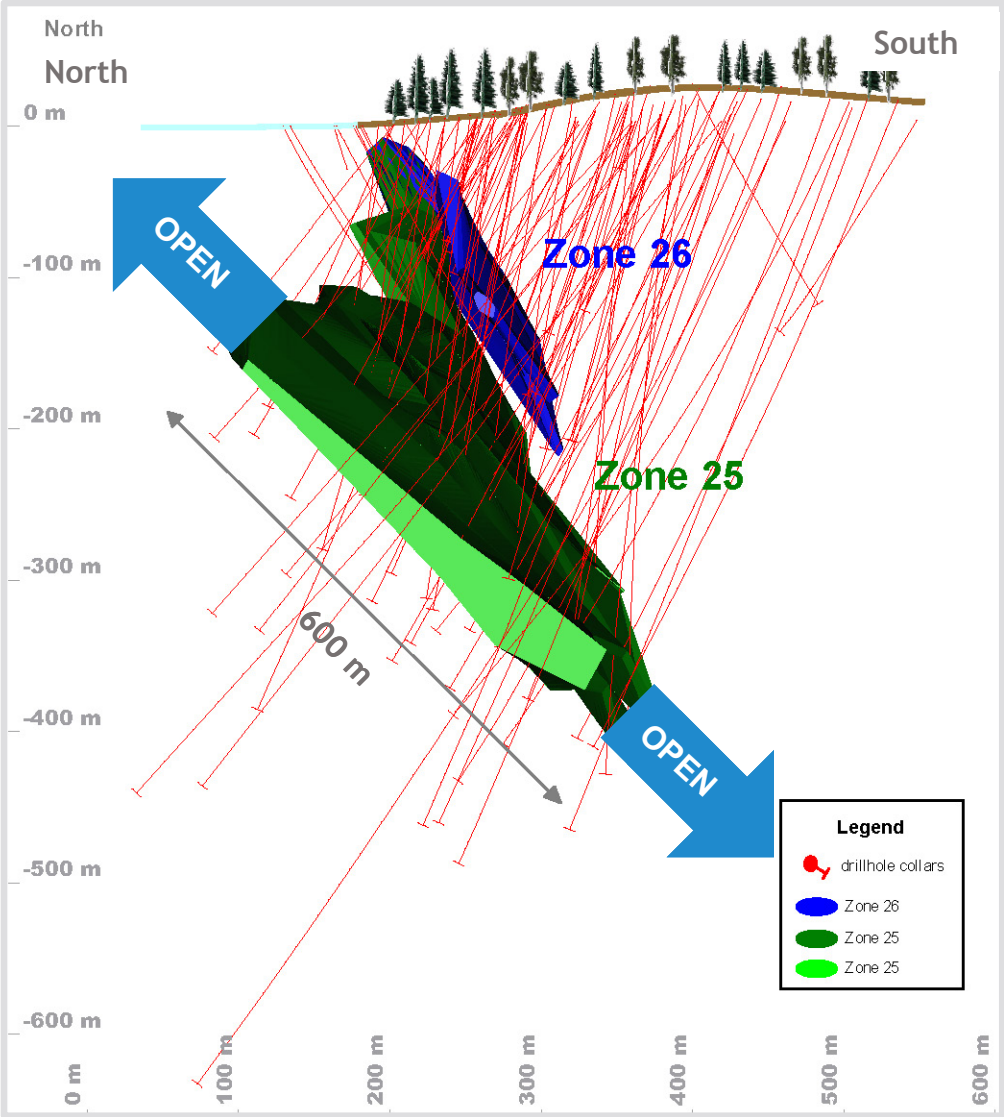 North
North
South
0 m
OPEN
-100 m
Zone 26
-200 m
Zone 25
-300 m
600 m
-400 m
OPEN
Legend
drillhole collars
Zone 26
Zone 25
Zone 25
-500 m
-600 m
0 m
100 m
200 m
300 m
400 m
500 m
600 m